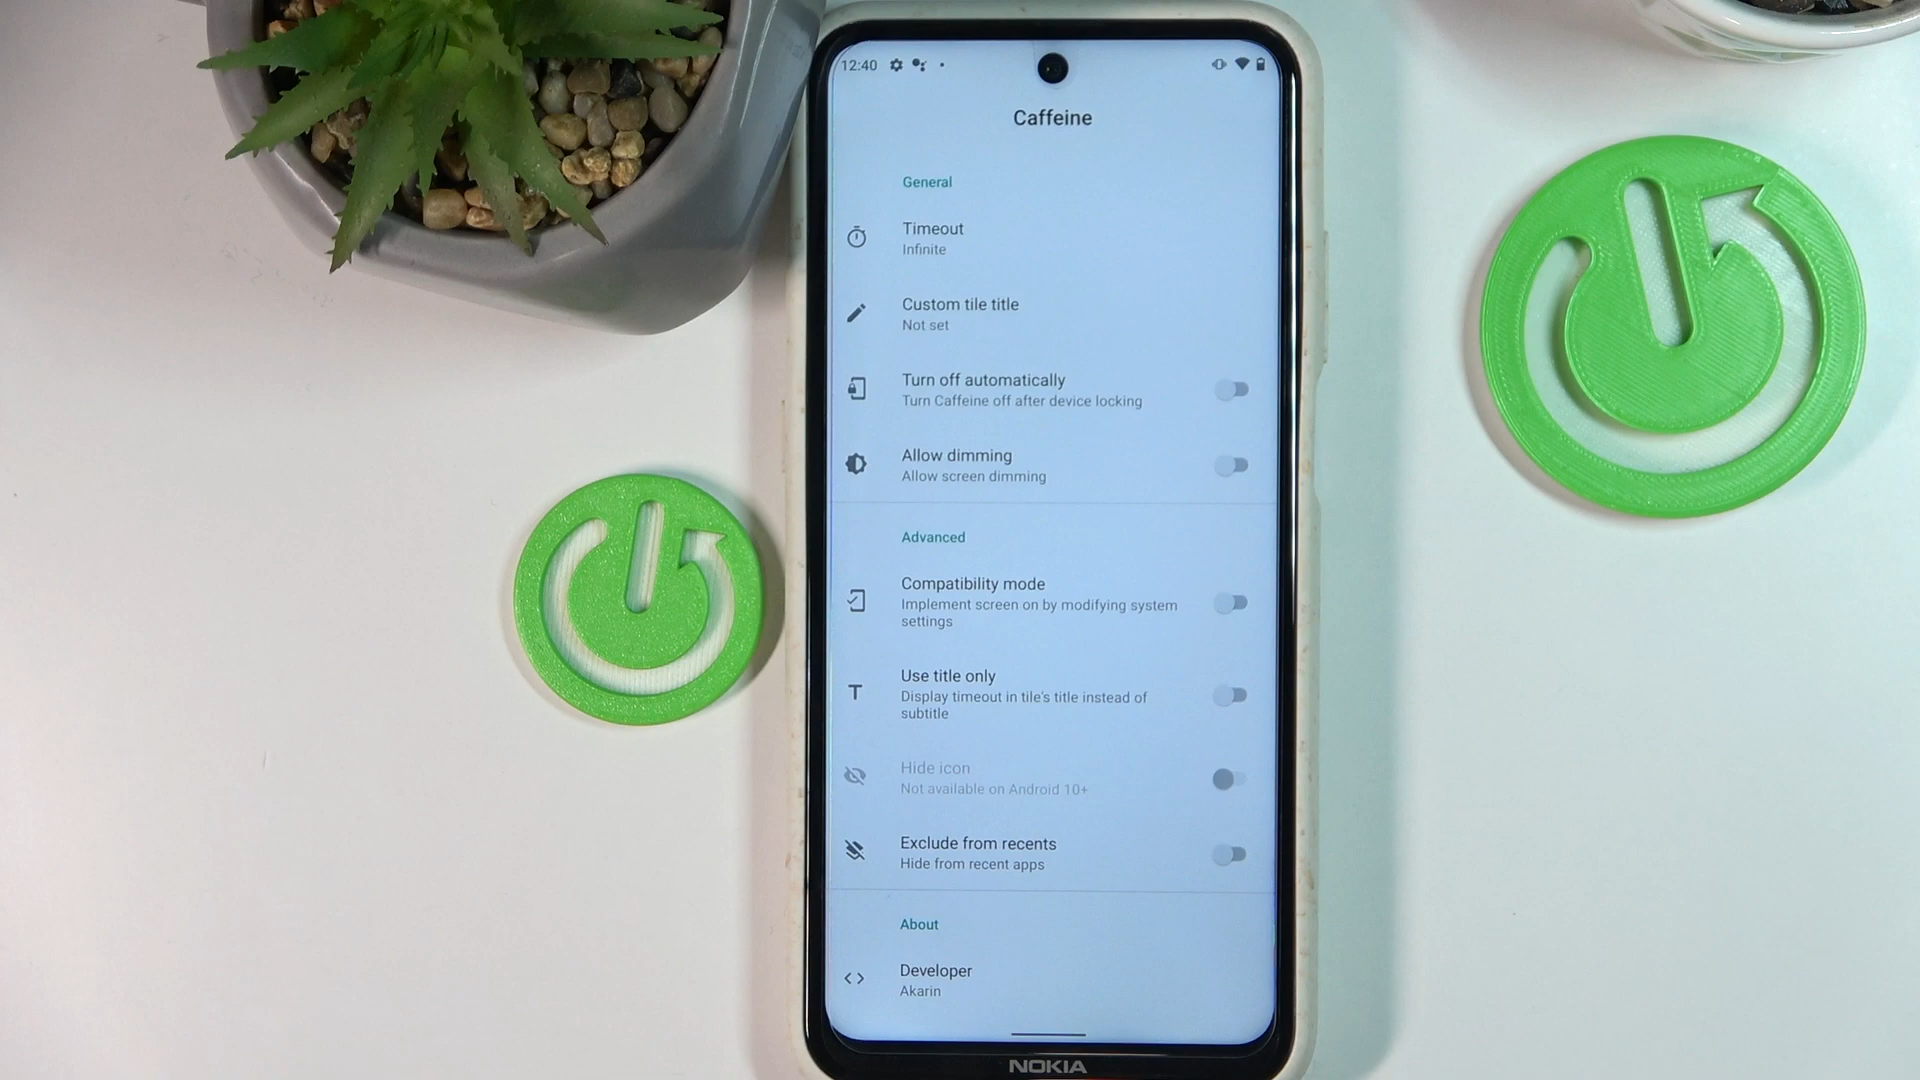 12:40
Caffeine
General
Timeout
Infinite
Custom tile title
Not set
Turn off automatically
Turn Caffeine off after device locking
Allow dimming
Allow screen dimming
Advanced
Compatibility mode
Implement screen on by modifying system
settings
Use title only
Display timeout in tile's title instead of
subtitle
Hide icon
Not available on Android 10+
Exclude from recents
Hide from recent apps
About
Developer
Akarin
NOKIA